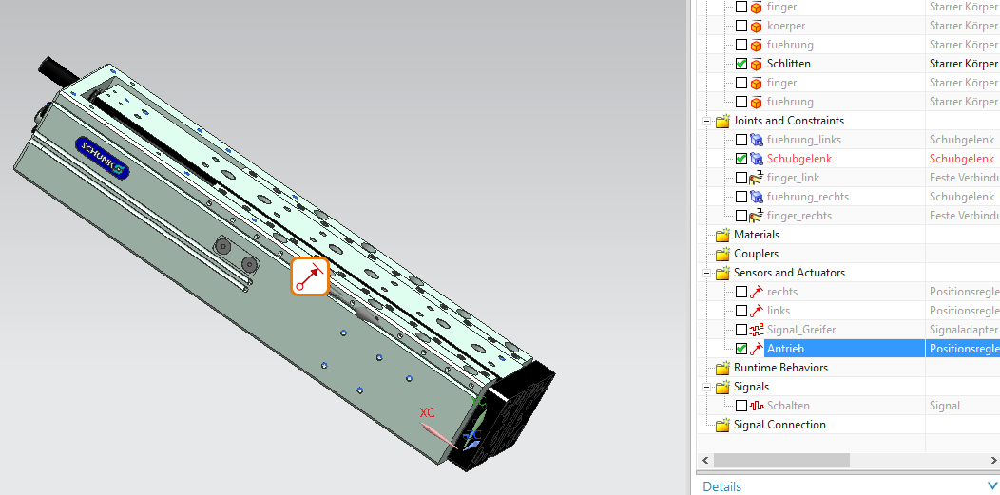 finger Starrer Körper
koerper Starrer Körper
fuehrung Starrer Körper
Schlitten Starrer Körper
finger Starrer Körper
fuehrung Starrer Körper
Joints and Constraints
fuehrung_links Schubgelenk
Schubgelenk Schubgelenk
finger_link Feste Verbindu
fuehrung_rechts Schubgelenk
finger_rechts Feste Verbindu
Materials
Couplers
Sensors and Actuators
rechts Positionsregle
links Positionsregle
Signal_Greifer Signaladapter
Antrieb Positionsregle
Runtime Behaviors
Signals
Schalten Signal
Signal Connection
Details
SCHUNK
XC
YC
ZC